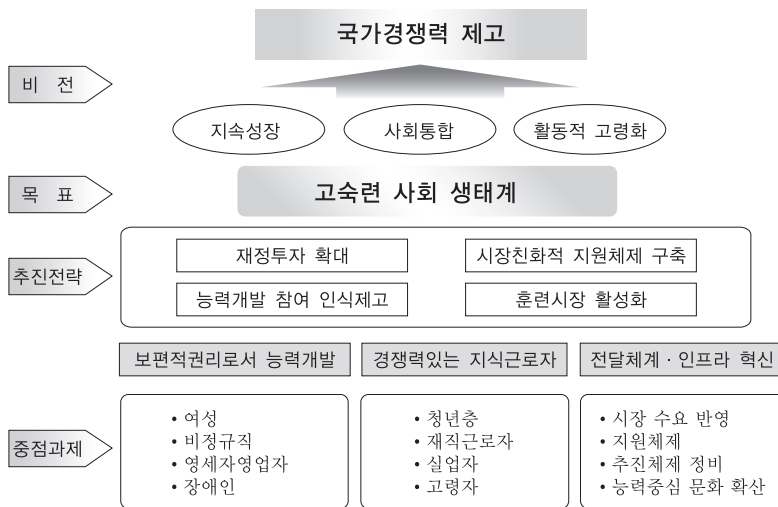 국가경쟁력 제고
비 전
지속성장
사회통합
활동적 고령화
목 표
고숙련 사회 생태계
추진전략
재정투자 확대
시장친화적 지원체제 구축
능력개발 참여 인식제고
훈련시장 활성화
보편적권리로서 능력개발
경쟁력있는 지식근로자
전달체계 · 인프라 혁신
중점과제
• 여성
• 비정규직
• 영세자영업자
• 장애인
• 청년층
• 재직근로자
• 실업자
• 고령자
• 시장 수요 반영
• 지원체제
• 추진체제 정비
• 능력중심 문화 확산